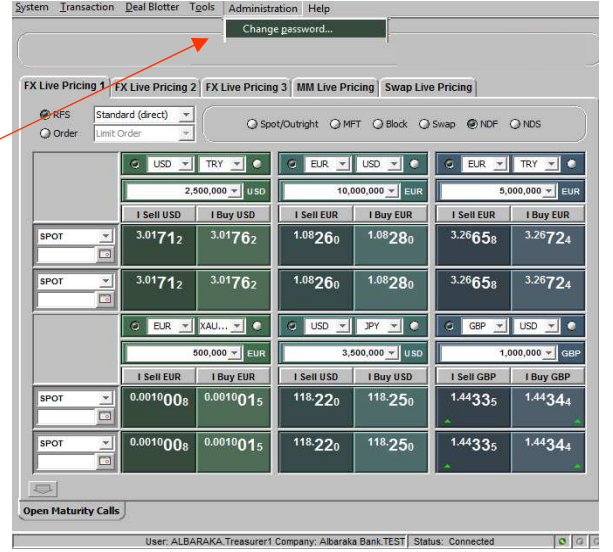 System Transaction Deal Blotter Tools Administration Help
Change password...
FX Live Pricing 1 FX Live Pricing 2 FX Live Pricing 3 MM Live Pricing Swap Live Pricing
RFS Standard (direct) Spot/Outright MFT Block Swap NDF NDS
Order Limit Order
USD TRY EUR USD EUR TRY
2,500,000 USD 10,000,000 EUR 5,000,000 EUR
I Sell USD I Buy USD I Sell EUR I Buy EUR I Sell EUR I Buy EUR
SPOT 3.01712 3.01762 1.08260 1.08280 3.26658 3.26724
SPOT 3.01712 3.01762 1.08260 1.08280 3.26658 3.26724
EUR XAU... USD JPY GBP USD
500,000 EUR 3,500,000 USD 1,000,000 GBP
I Sell EUR I Buy EUR I Sell USD I Buy USD I Sell GBP I Buy GBP
SPOT 0.0010008 0.0010015 118.220 118.250 1.44335 1.44344
SPOT 0.0010008 0.0010015 118.220 118.250 1.44335 1.44344
Open Maturity Calls
User: ALBARAKA.Treasurer1 Company: Albaraka Bank.TEST Status: Connected